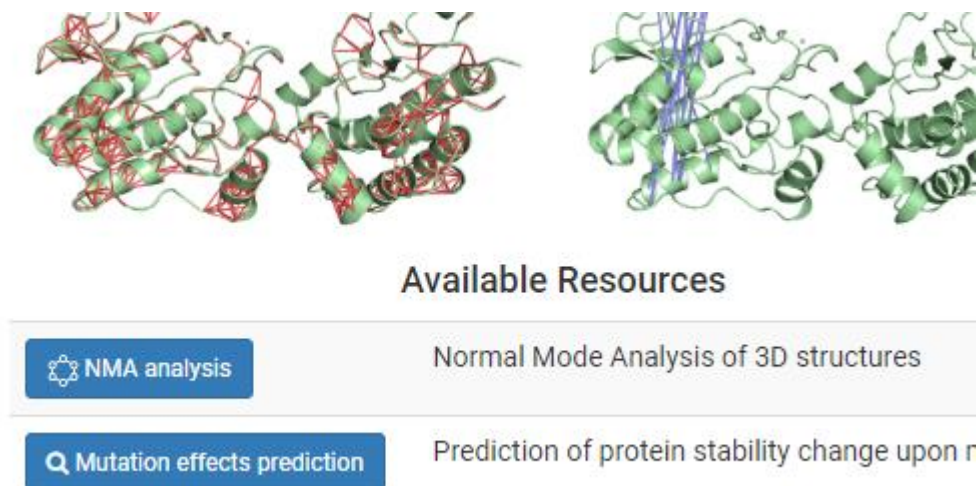 Available Resources
NMA analysis
Normal Mode Analysis of 3D structures
Mutation effects prediction
Prediction of protein stability change upon